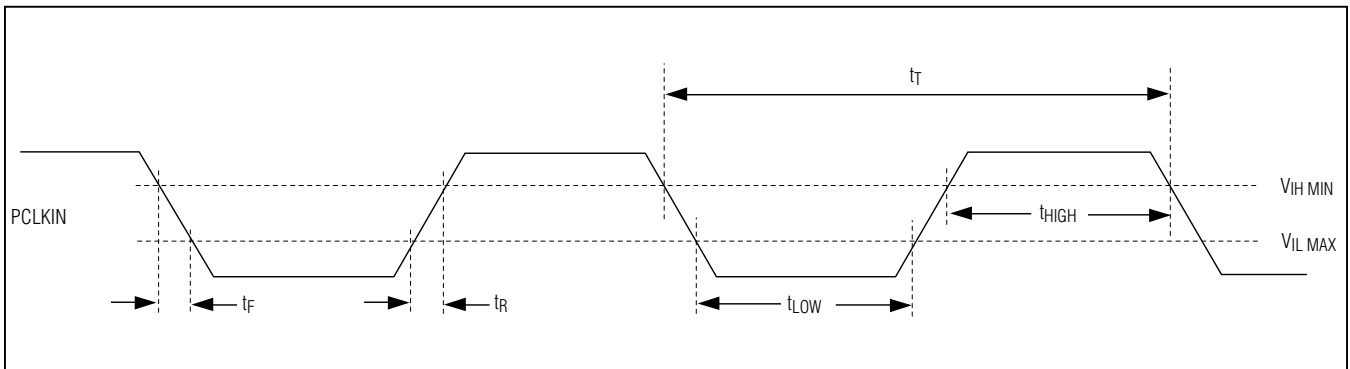 tT
VIH MIN
PCLKIN
tHIGH
VIL MAX
tF
tR
tLOW